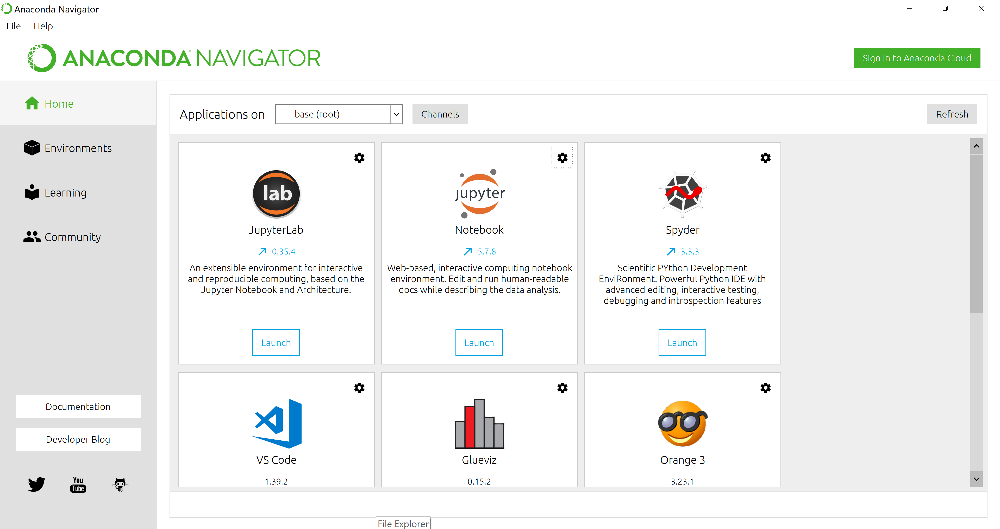 Anaconda Navigator
File Help
ANACONDA® NAVIGATOR
Sign in to Anaconda Cloud
Home
Environments
Learning
Community
Documentation
Developer Blog
You
Tube
Applications on base (root) Channels Refresh
lab
JupyterLab
0.35.4
An extensible environment for interactive
and reproducible computing, based on the
Jupyter Notebook and Architecture.
Launch
jupyter
Notebook
5.7.8
Web-based, interactive computing notebook
environment. Edit and run human-readable
docs while describing the data analysis.
Launch
Spyder
3.3.3
Scientific PYthon Development
EnviRonment. Powerful Python IDE with
advanced editing, interactive testing,
debugging and introspection features
Launch
VS Code
1.39.2
Glueviz
0.15.2
Orange 3
3.23.1
File Explorer